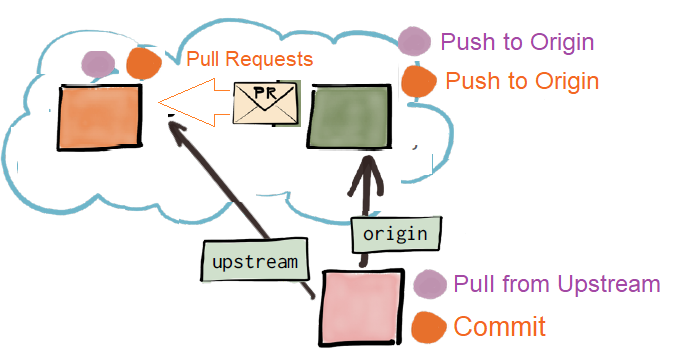 Push to Origin
Pull Requests
Push to Origin
PR
origin
upstream
Pull from Upstream
Commit